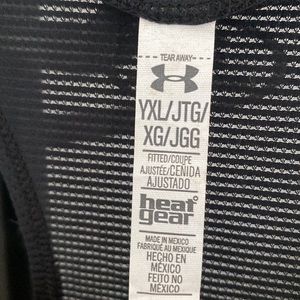 TEAR AWAY
YXL/JTG/
XG/JGG
FITTED/COUPE
AJUSTÉE/CENIDA
AJUSTADO
heat
gear
MADE IN MEXICO
FABRIQUÉ AU MEXIQUE
HECHO EN
MÉXICO
FEITO NO
MÉXICO